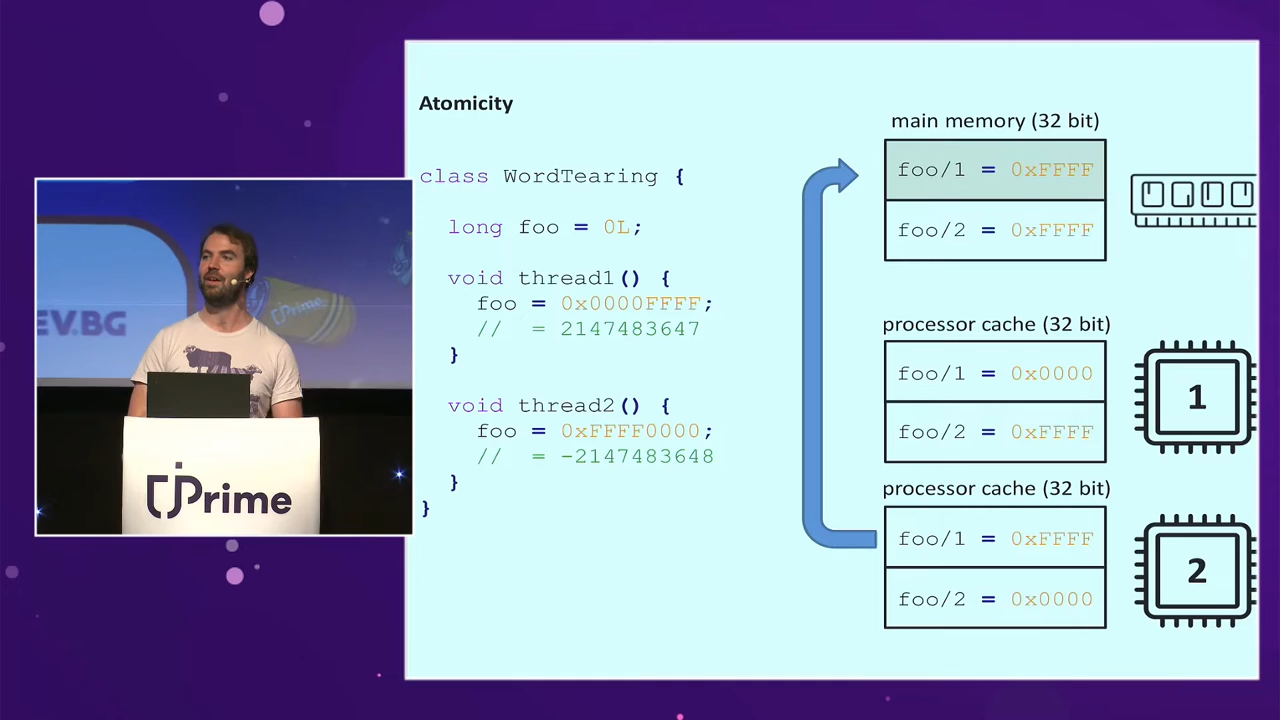 Atomicity
class WordTearing {
long foo = 0L;
void thread1() {
foo = 0x0000FFFF;
// = 2147483647
}
void thread2() {
foo = 0xFFFF0000;
// = -2147483648
}
}
main memory (32 bit)
foo/1 = 0xFFFF
foo/2 = 0xFFFF
processor cache (32 bit)
foo/1 = 0x0000
foo/2 = 0xFFFF
1
processor cache (32 bit)
foo/1 = 0xFFFF
foo/2 = 0x0000
2
EV.BG
jPrime
jPrime